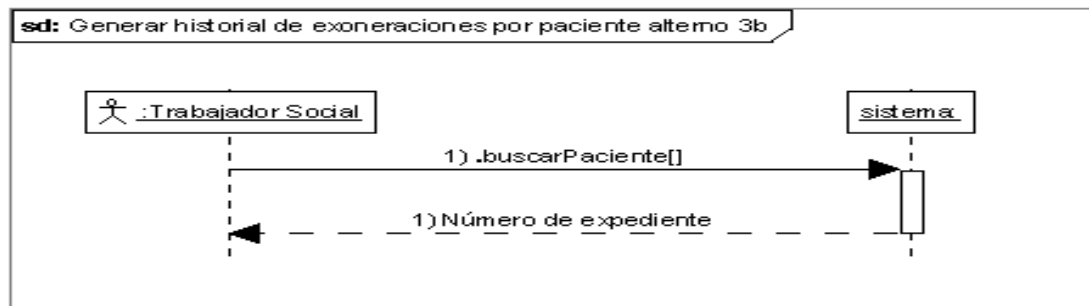 sd: Generar historial de exoneraciones por paciente alterno 3b
:Trabajador Social
sistema:
1) .buscarPaciente[]
1) Número de expediente